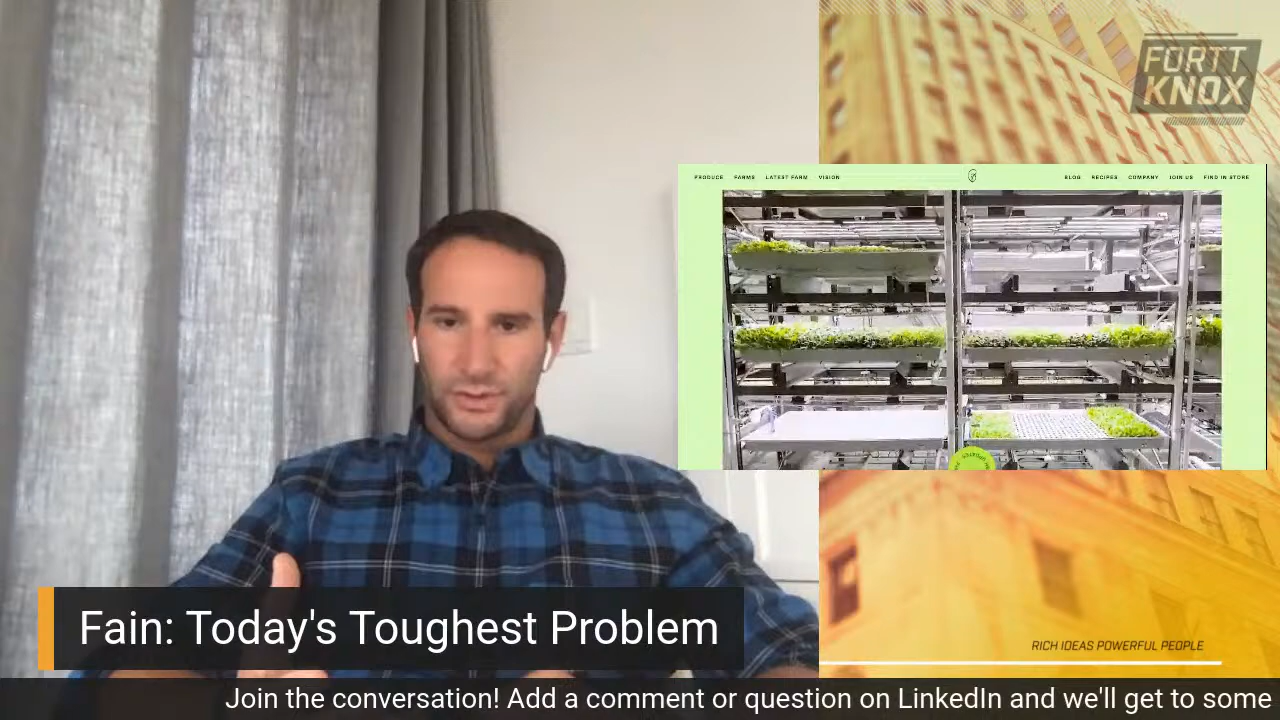 FORTT
KNOX
PRODUCE FARMS LATEST FARM VISION
BLOG RECIPES COMPANY JOIN US FIND IN STORE
Fain: Today's Toughest Problem
RICH IDEAS POWERFUL PEOPLE
Join the conversation! Add a comment or question on LinkedIn and we'll get to some